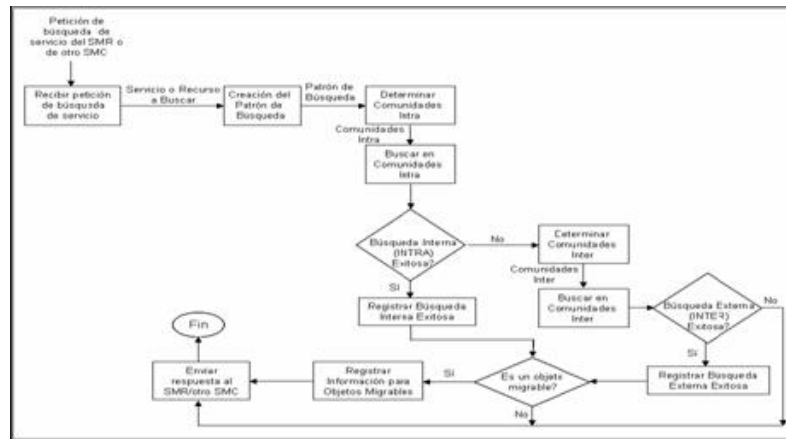 Petición de
búsqueda de
servicio del SMR o
de otro SMC
Recibir petición
de búsqusda
de servicio
Servicio o Recurso
a Buscar
Creación del
Patrón de
Búsqueda
Patrón de
Búsqueda
Determinar
Comunidades
Intra
Comunidades
Intra
Buscar en
Comunidades
Intra
Búsqueda Interna
(INTRA)
Exitosa?
No
Determinar
Comunidades
Inter
Comunidades
Inter
Buscar en
Comunidades
Inter
Búsqueda Externa
(INTER)
Exitosa?
No
Sí
Registrar Búsqueda
Interna Exitosa
Sí
Registrar Búsqueda
Externa Exitosa
Es un objeto
migrable?
Sí
No
Registrar
Información para
Objetos Migrables
Enviar
respuesta al
SMR/otro SMC
Fin